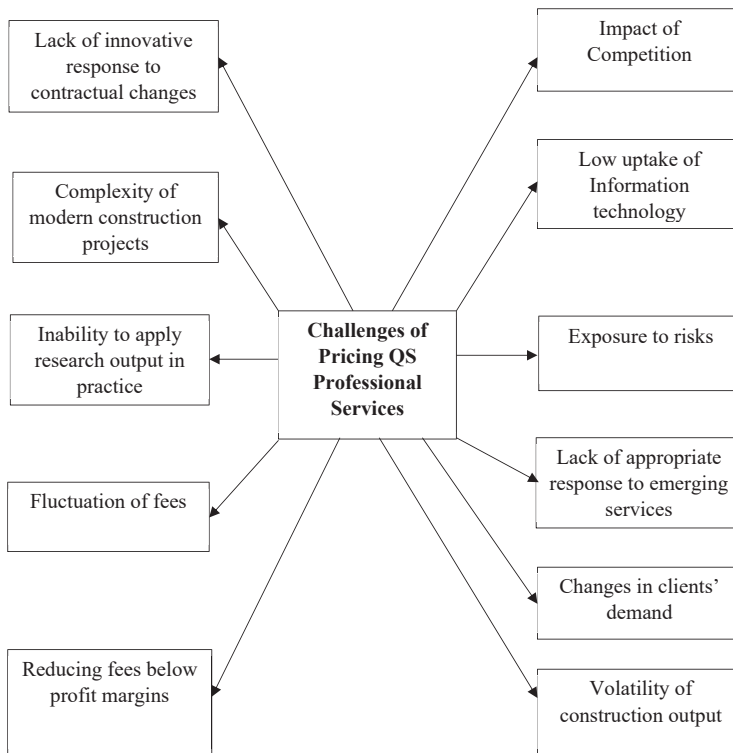 Lack of innovative
response to
contractual changes
Impact of
Competition
Complexity of
modern construction
projects
Low uptake of
Information
technology
Challenges of
Pricing QS
Professional
Services
Inability to apply
research output in
practice
Exposure to risks
Fluctuation of fees
Lack of appropriate
response to emerging
services
Changes in clients’
demand
Reducing fees below
profit margins
Volatility of
construction output